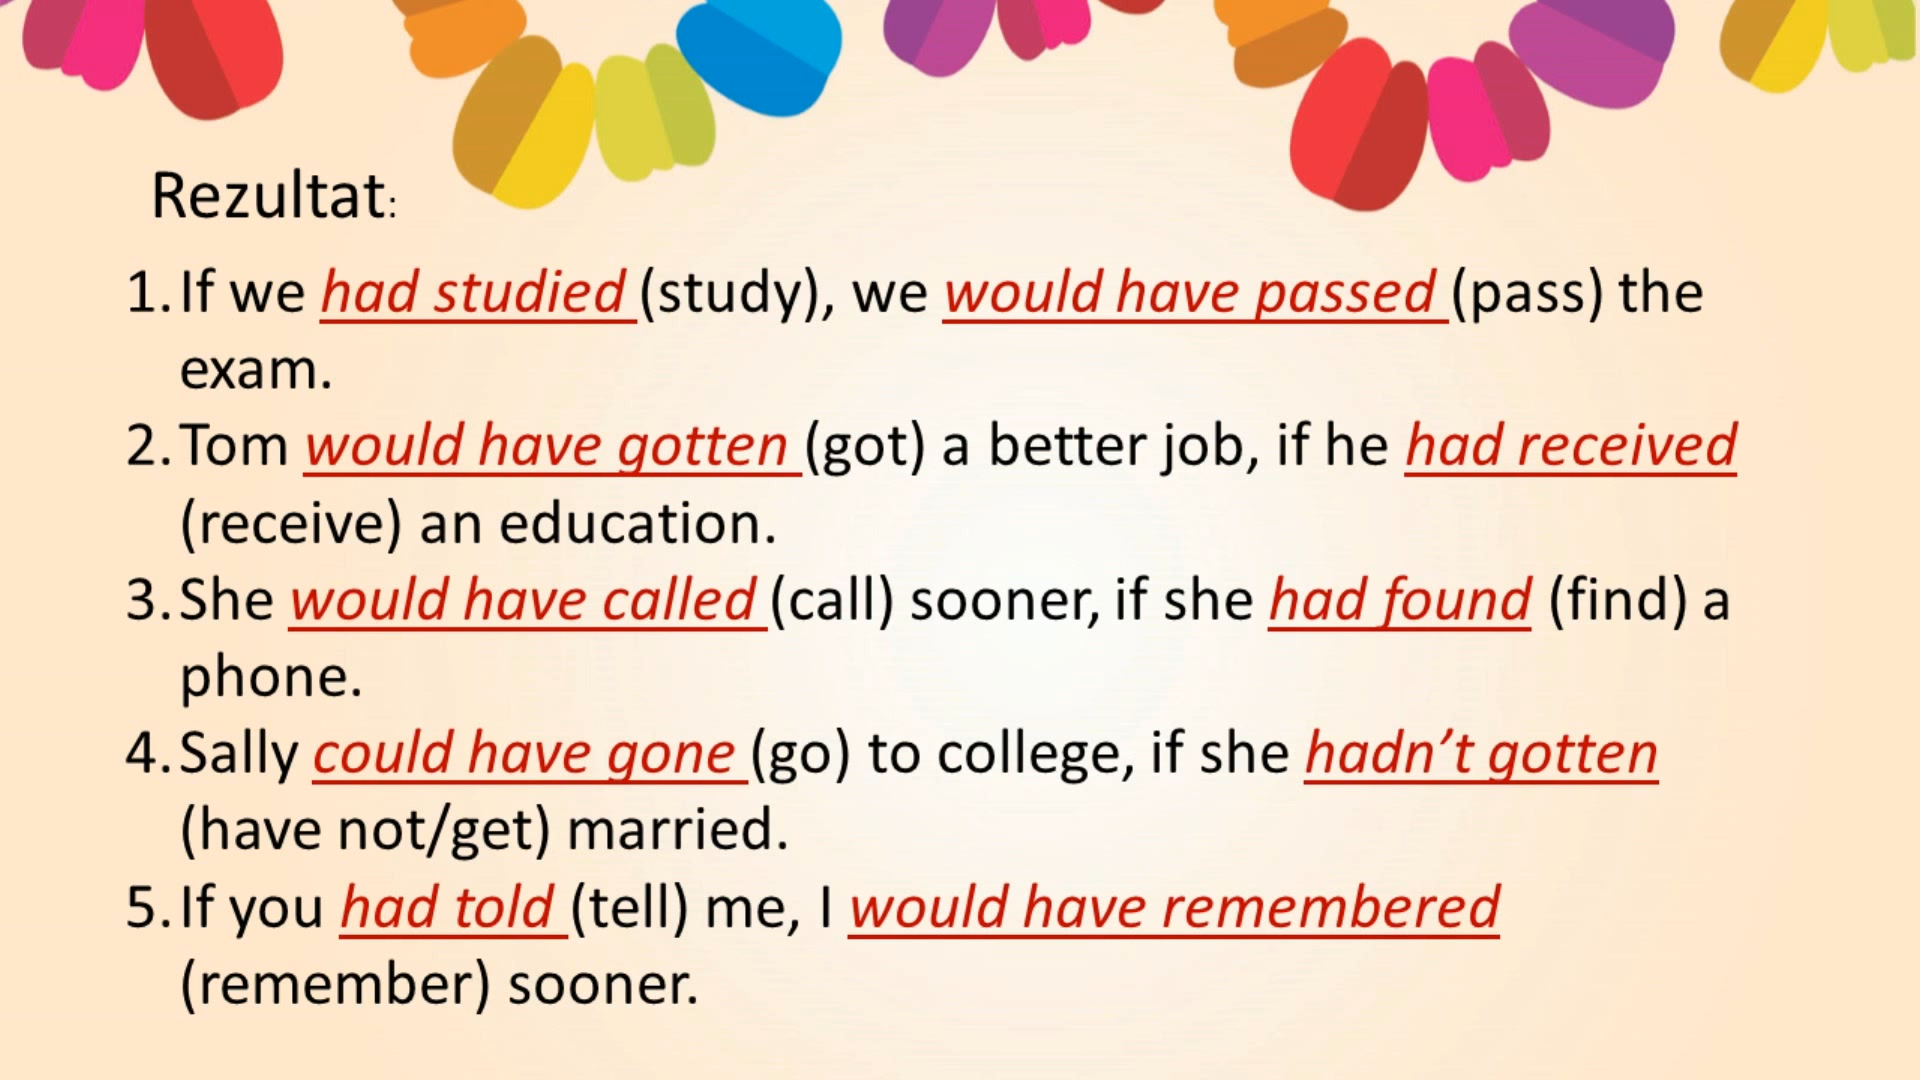 Rezultat:
1. If we had studied (study), we would have passed (pass) the
exam.
2. Tom would have gotten (got) a better job, if he had received
(receive) an education.
3. She would have called (call) sooner, if she had found (find) a
phone.
4. Sally could have gone (go) to college, if she hadn’t gotten
(have not/get) married.
5. If you had told (tell) me, I would have remembered
(remember) sooner.